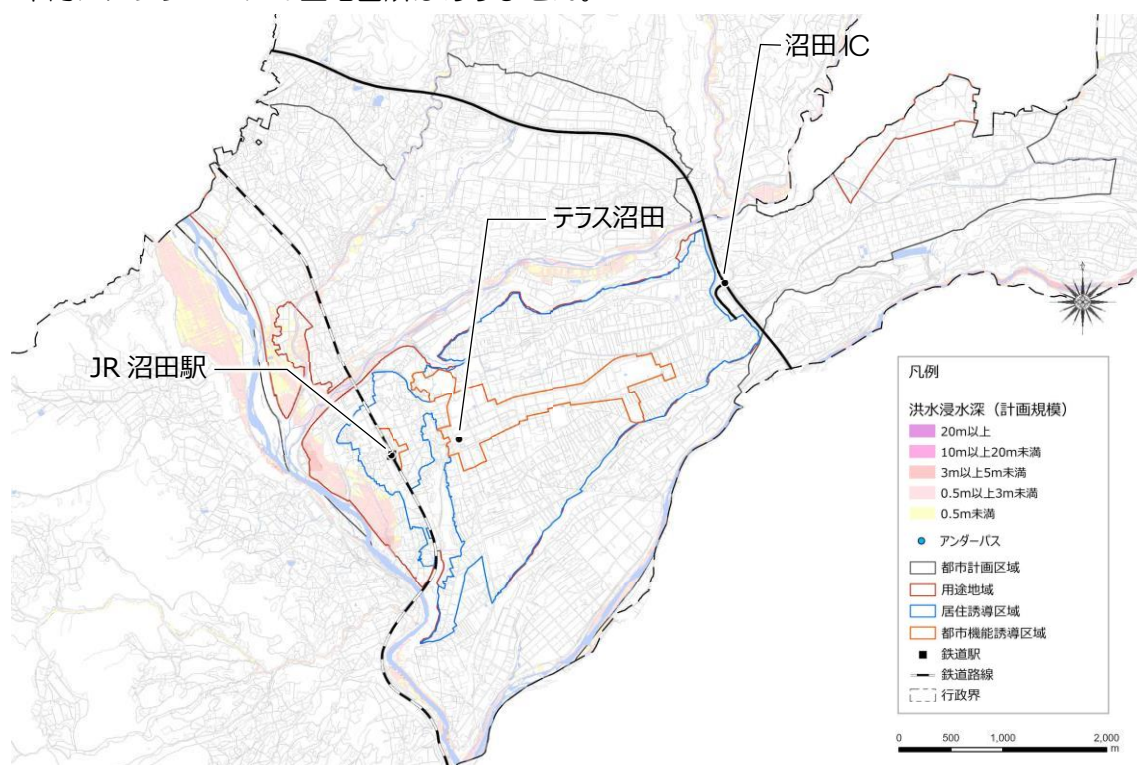 沼田IC
テラス沼田
JR 沼田駅
凡例
洪水浸水深（計画規模）
20m以上
10m以上20m未満
3m以上5m未満
0.5m以上3m未満
0.5m未満
アンダーパス
都市計画区域
用途地域
居住誘導区域
都市機能誘導区域
鉄道駅
鉄道路線
行政界
0 500 1,000 2,000
m